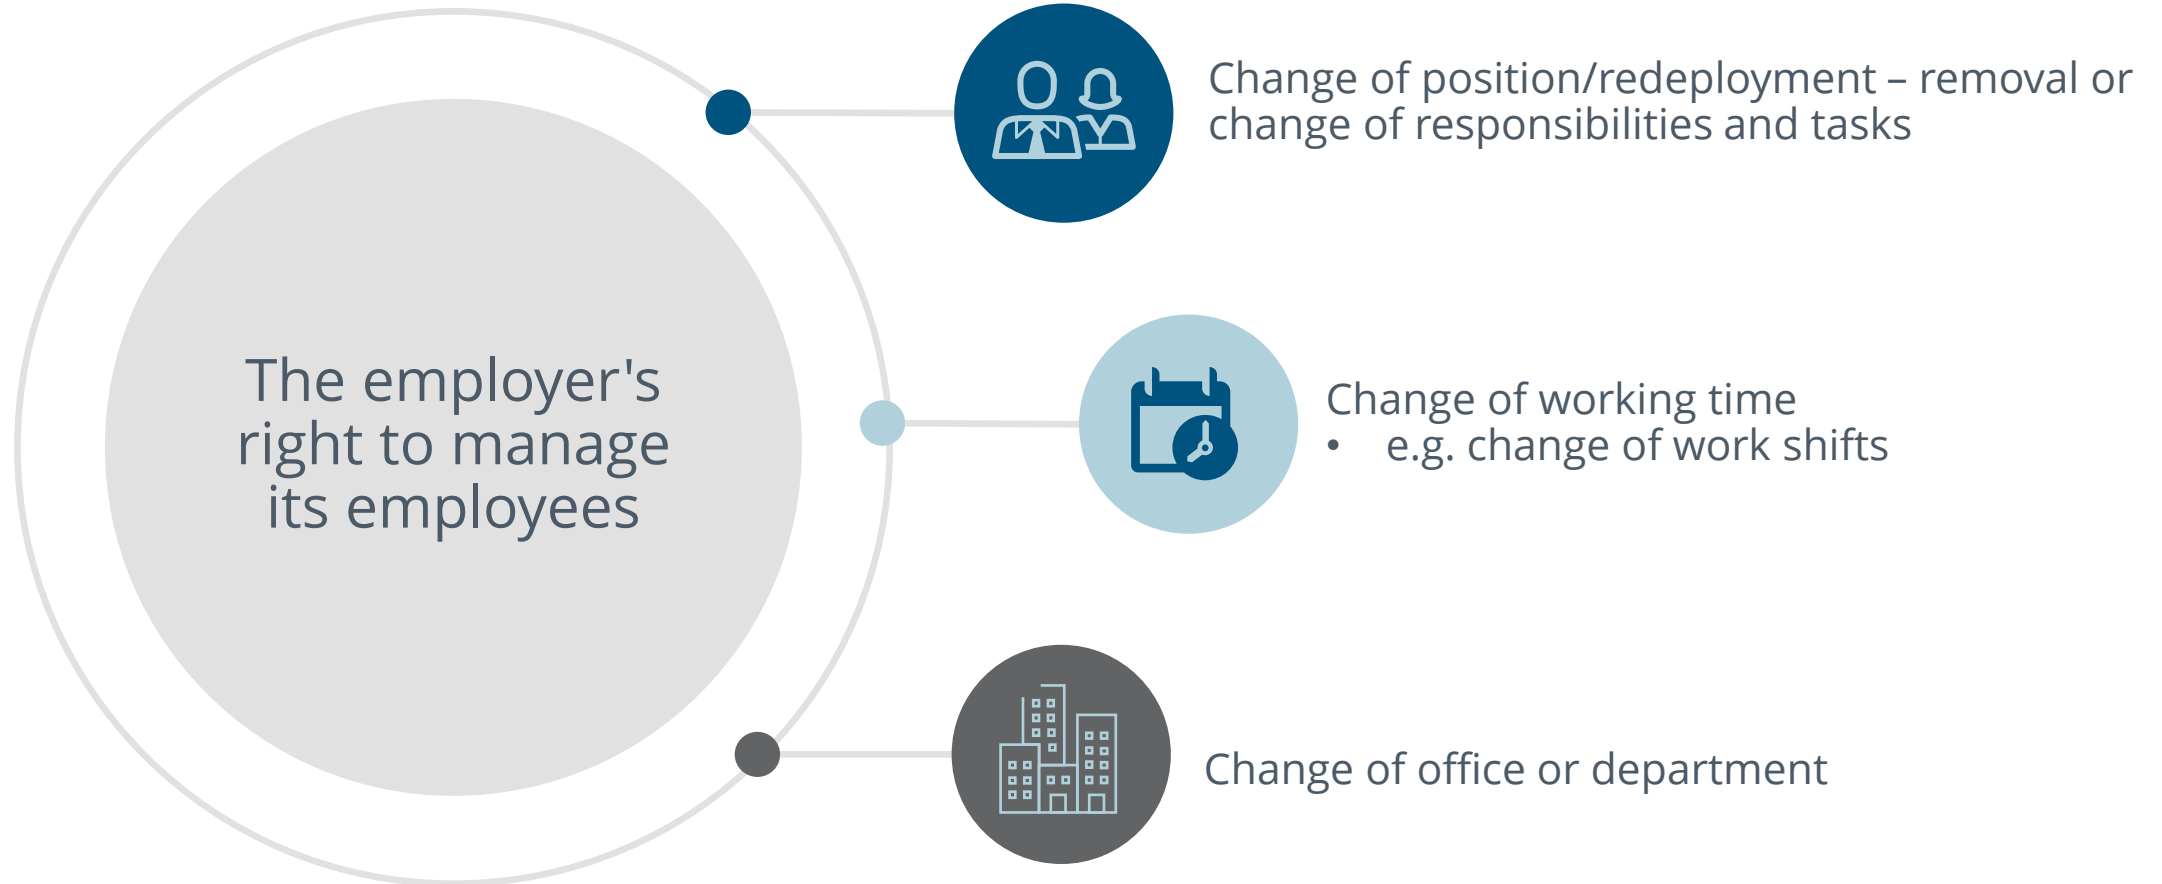 The employer's
right to manage
its employees
Change of position/redeployment – removal or
change of responsibilities and tasks
Change of working time
• e.g. change of work shifts
Change of office or department